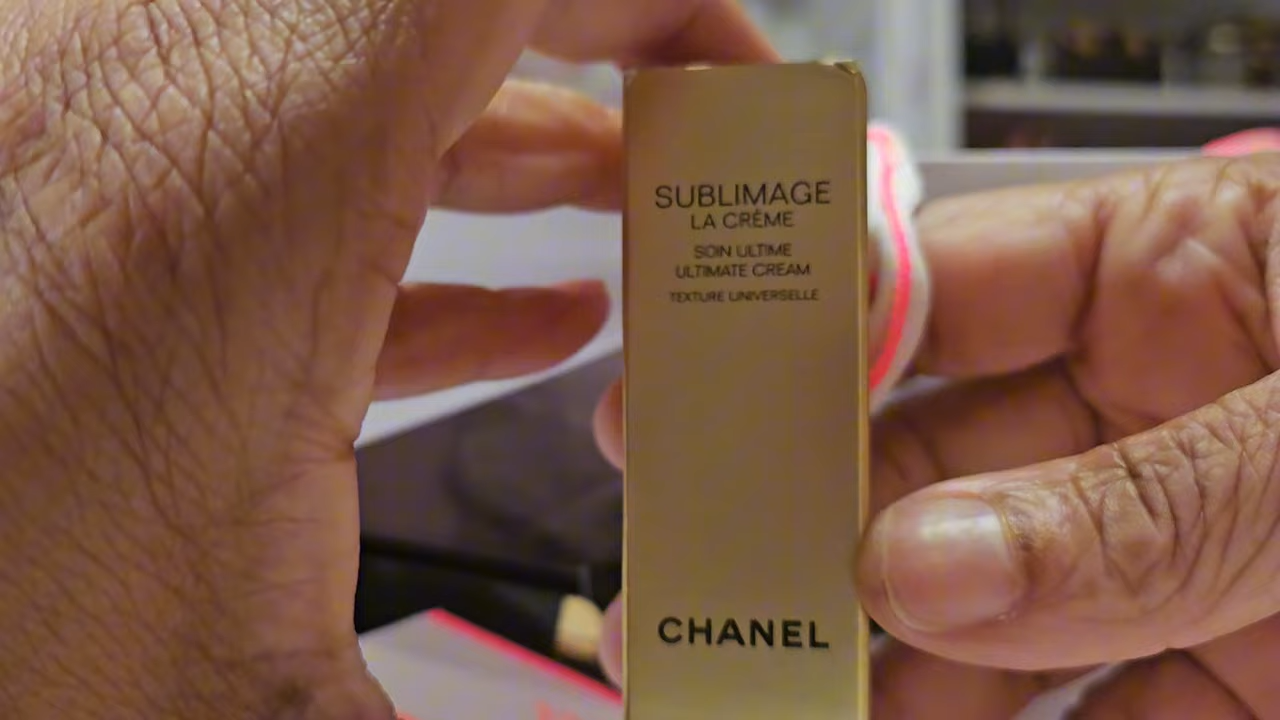 SUBLIMAGE
LA CRÈME
SOIN ULTIME
ULTIMATE CREAM
TEXTURE UNIVERSELLE
CHANEL